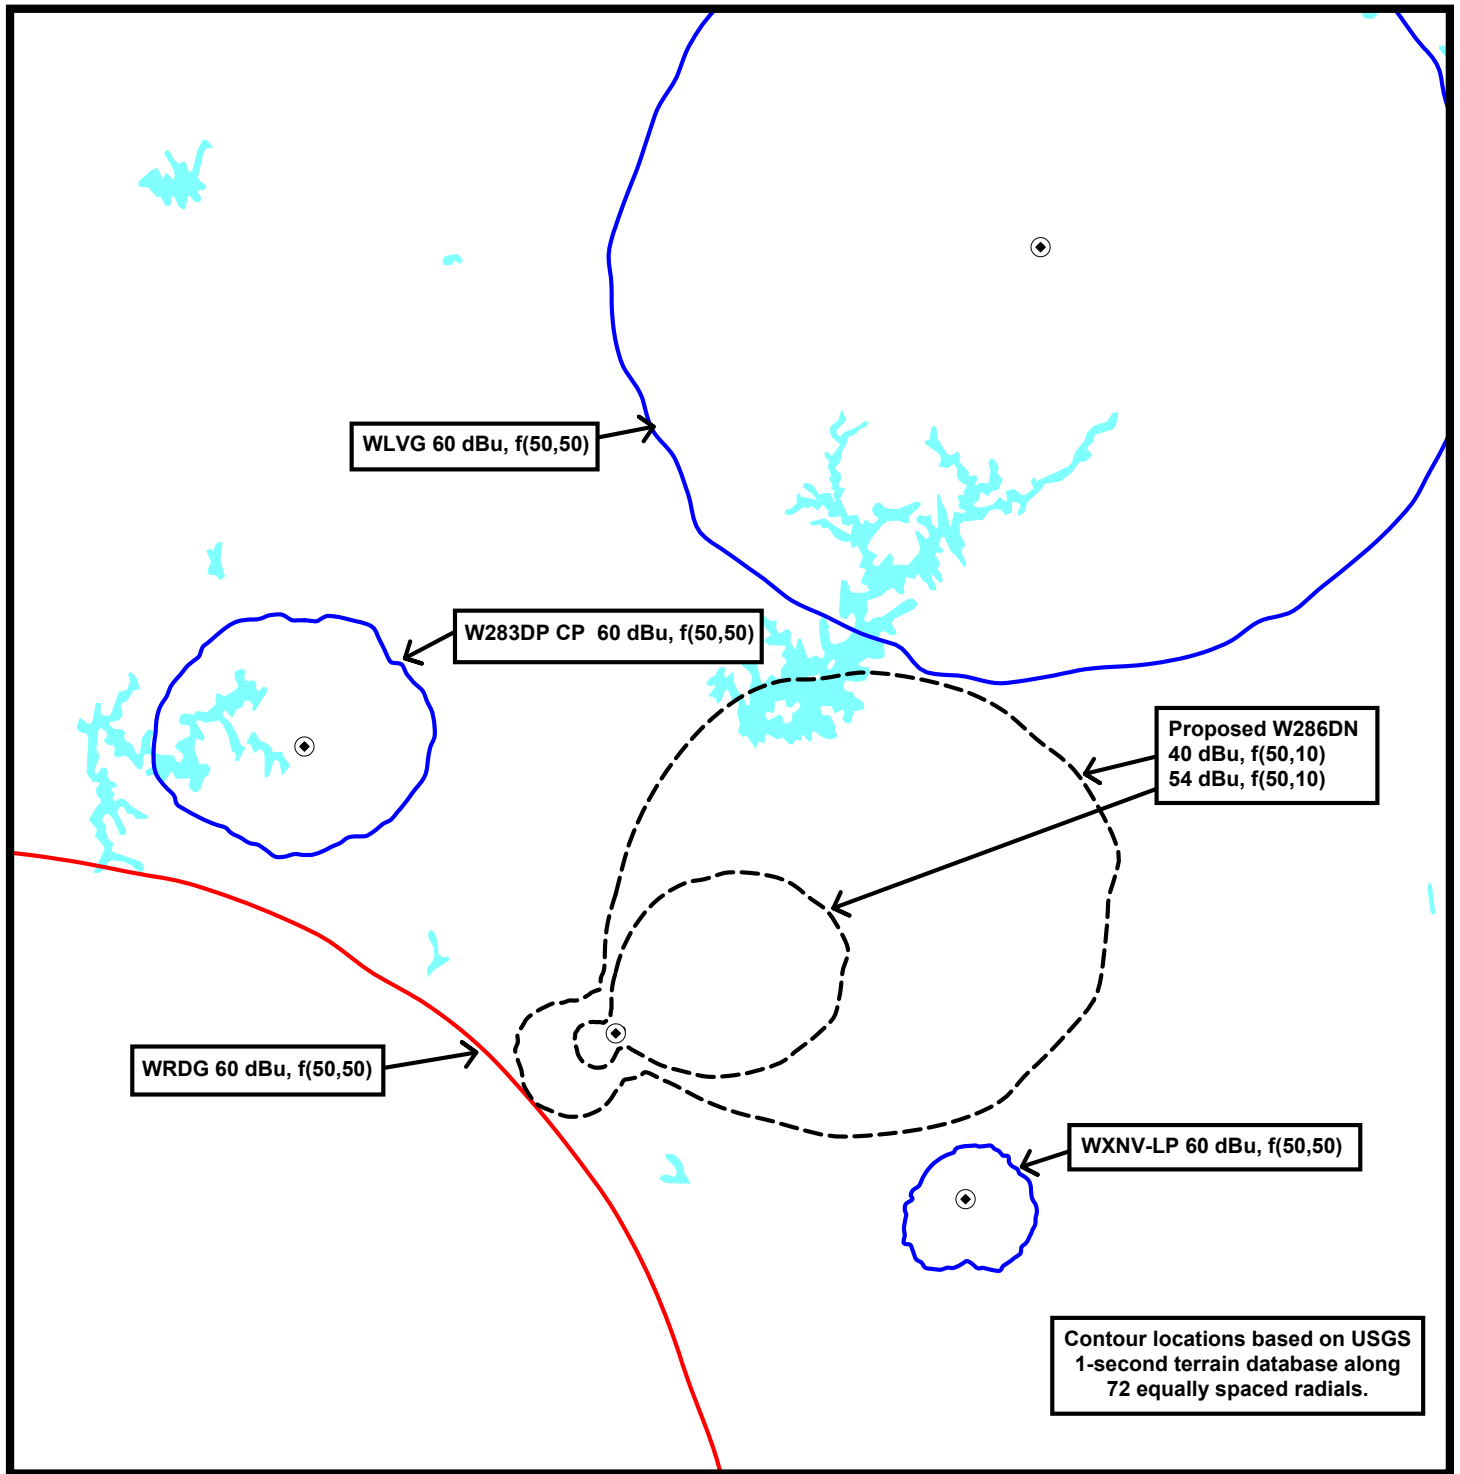 WLVG 60 dBu, f(50,50)
W283DP CP  60 dBu, f(50,50)
Proposed W286DN
40 dBu, f(50,10)
54 dBu, f(50,10)
WRDG 60 dBu, f(50,50)
WXNV-LP 60 dBu, f(50,50)
Contour locations based on USGS
1-second terrain database along
72 equally spaced radials.